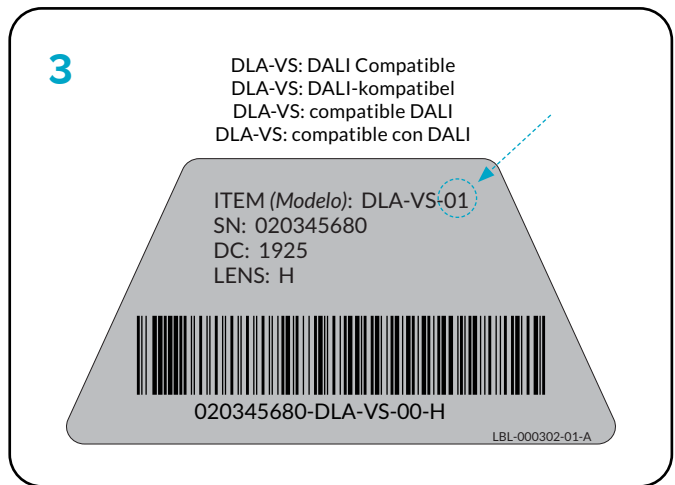 3
DLA-VS: DALI Compatible
DLA-VS: DALI-kompatibel
DLA-VS: compatible DALI
DLA-VS: compatible con DALI
ITEM (Modelo): DLA-VS-01
SN: 020345680
DC: 1925
LENS: H
020345680-DLA-VS-00-H
LBL-000302-01-A